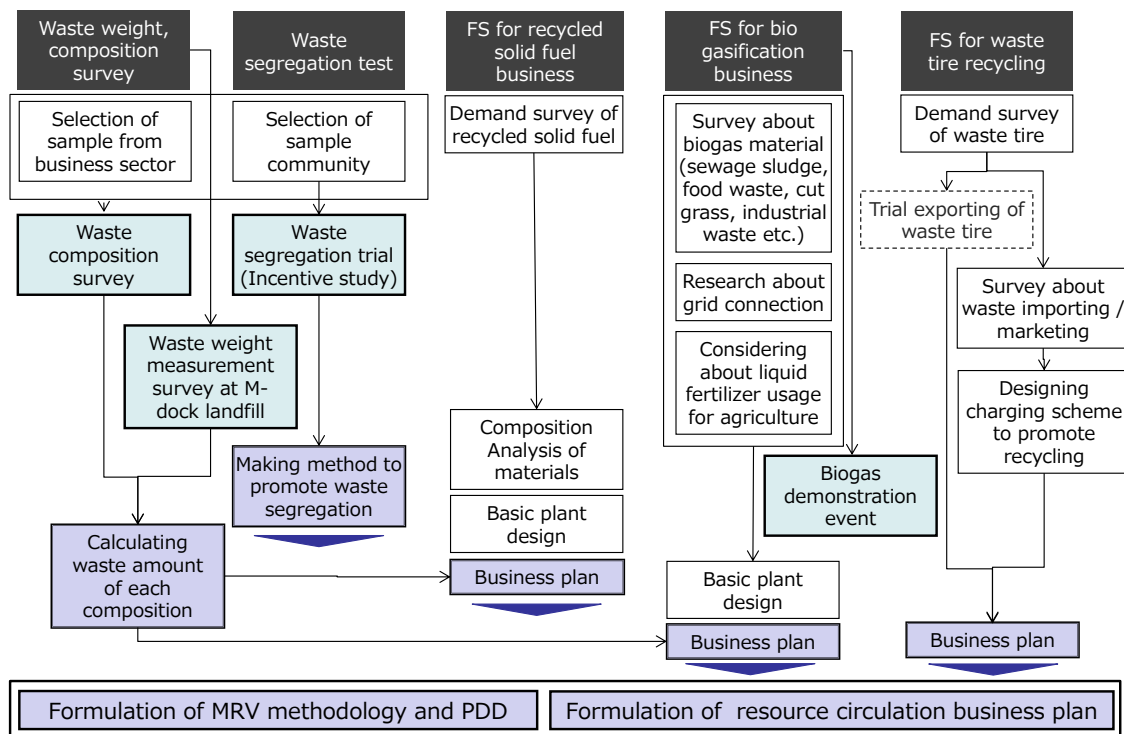 Waste weight,
composition
survey
Waste
segregation test
FS for recycled
solid fuel
business
FS for bio
gasification
business
FS for waste
tire recycling
Selection of
sample from
business sector
Selection of
sample
community
Demand survey of
recycled solid fuel
Survey about
biogas material
(sewage sludge,
food waste, cut
grass, industrial
waste etc.)
Demand survey
of waste tire
Trial exporting of
waste tire
Waste
composition
survey
Waste
segregation trial
(Incentive study)
Research about
grid connection
Survey about
waste importing /
marketing
Waste weight
measurement
survey at M-
dock landfill
Considering
about liquid
fertilizer usage
for agriculture
Designing
charging scheme
to promote
recycling
Composition
Analysis of
materials
Making method to
promote waste
segregation
Biogas
demonstration
event
Basic plant
design
Calculating
waste amount
of each
composition
Business plan
Basic plant
design
Business plan
Business plan
Formulation of MRV methodology and PDD
Formulation of  resource circulation business plan